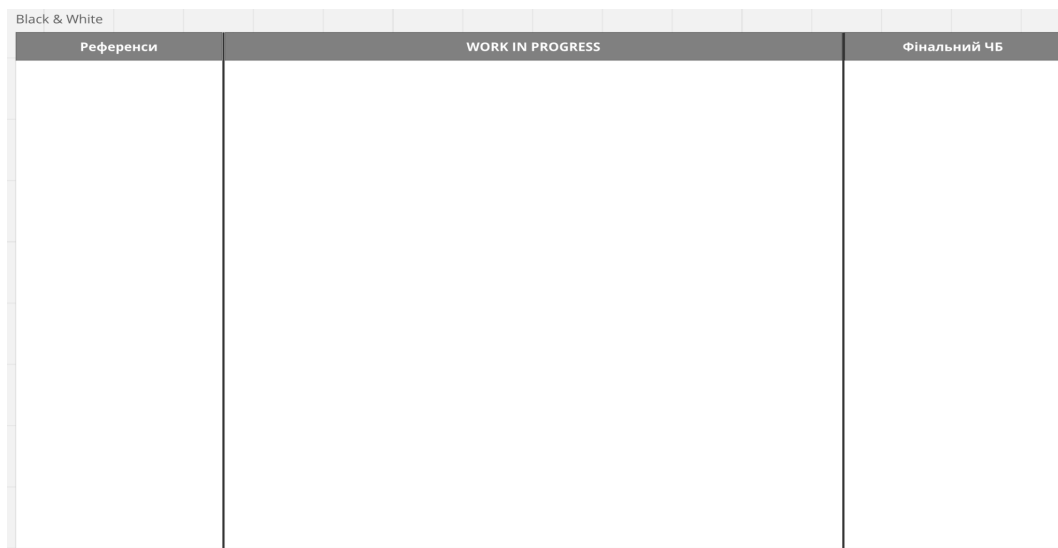 Black & White
Референси
WORK IN PROGRESS
Фінальний ЧБ